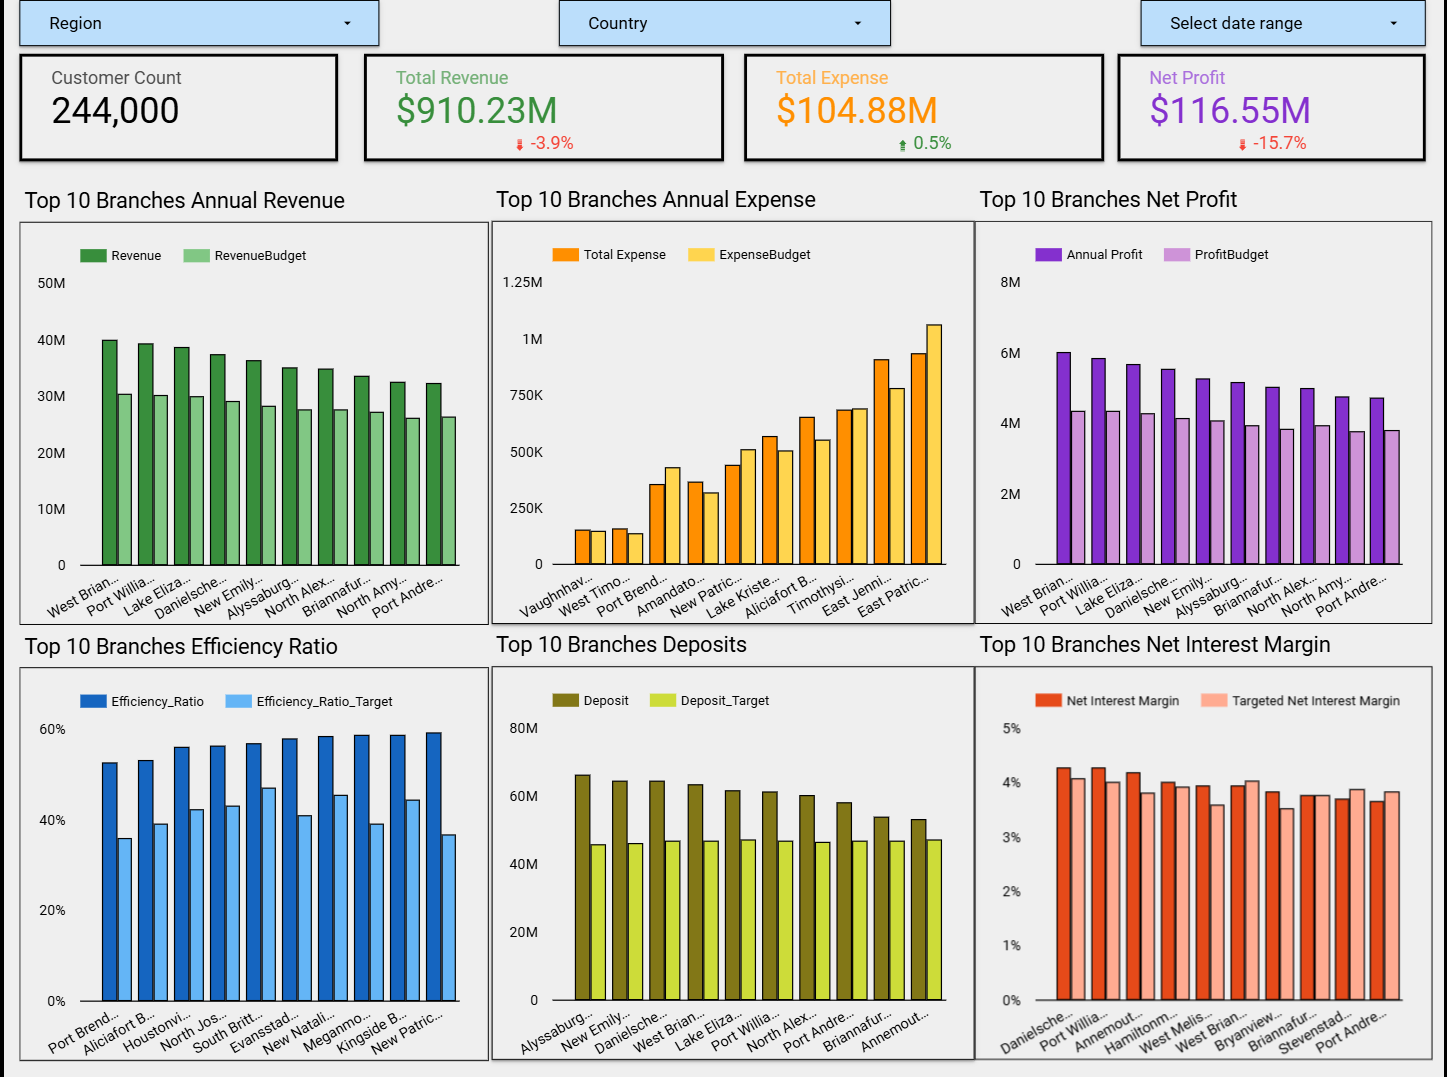 Region
Country
Select date range
Customer Count
244,000
Total Revenue
$910.23M
-3.9%
Total Expense
$104.88M
0.5%
Net Profit
$116.55M
-15.7%
Top 10 Branches Annual Revenue
Revenue
RevenueBudget
50M
40M
30M
20M
10M
0
West Brian...
Port Willia...
Lake Eliza...
Danielsche...
New Emily...
Alyssaburg...
North Alex...
Briannafur...
North Amy...
Port Andre...
Top 10 Branches Annual Expense
Total Expense
ExpenseBudget
1.25M
1M
750K
500K
250K
0
Vaughnhav...
West Timo...
Port Brend...
Amandato...
New Patric...
Lake Kriste...
Aliciafort B...
Timothysi...
East Jenni...
East Patric...
Top 10 Branches Net Profit
Annual Profit
ProfitBudget
8M
6M
4M
2M
0
West Brian...
Port Willia...
Lake Eliza...
Danielsche...
New Emily...
Alyssaburg...
Briannafur...
North Alex...
North Amy...
Port Andre...
Top 10 Branches Efficiency Ratio
Efficiency_Ratio
Efficiency_Ratio_Target
60%
40%
20%
0%
Port Brend...
Aliciafort B...
Houstonvi...
North Jos...
South Britt...
Evansstad...
New Natali...
Meganmo...
Kingside B...
New Patric...
Top 10 Branches Deposits
Deposit
Deposit_Target
80M
60M
40M
20M
0
Alyssaburg...
New Emily...
Danielsche...
West Brian...
Lake Eliza...
Port Willia...
North Alex...
Port Andre...
Briannafur...
Annemout...
Top 10 Branches Net Interest Margin
Net Interest Margin
Targeted Net Interest Margin
5%
4%
3%
2%
1%
0%
Danielsche...
Port Willia...
Annemout...
Hamiltonm...
West Melis...
West Brian...
Bryanview...
Briannafur...
Stevenstad...
Port Andre...